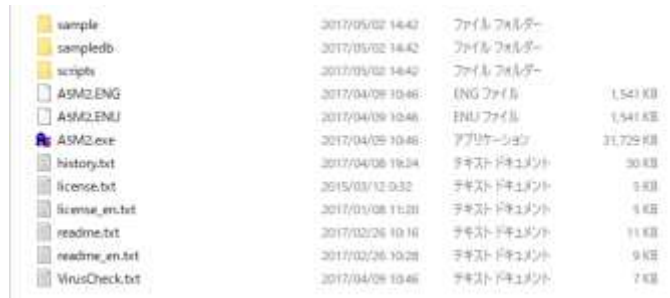 sample 2017/05/02 14:42 ファイル フォルダー
sampledb 2017/05/02 14:42 ファイル フォルダー
scripts 2017/05/02 14:42 ファイル フォルダー
ASM2.ENG 2017/04/09 10:46 ENG ファイル 1,541 KB
ASM2.ENU 2017/04/09 10:46 ENU ファイル 1,541 KB
ASM2.exe 2017/04/09 10:46 アプリケーション 31,729 KB
history.txt 2017/04/08 19:24 テキスト ドキュメント 30 KB
license.txt 2015/03/12 0:32 テキスト ドキュメント 5 KB
license_en.txt 2017/01/08 11:20 テキスト ドキュメント 5 KB
readme.txt 2017/02/26 10:16 テキスト ドキュメント 11 KB
readme_en.txt 2017/02/26 10:28 テキスト ドキュメント 9 KB
VirusCheck.txt 2017/04/09 10:46 テキスト ドキュメント 7 KB